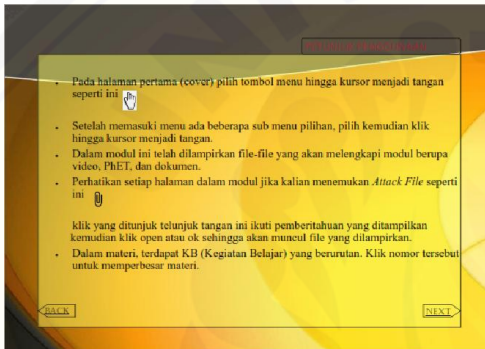 Pada halaman pertama (cover) pilih tombol menu hingga kursor menjadi tangan
seperti ini
Setelah memasuki menu ada beberapa sub menu pilihan, pilih kemudian klik
hingga kursor menjadi tangan.
Dalam modul ini telah dilampirkan file-file yang akan melengkapi modul berupa
video, PhET, dan dokumen.
Perhatikan setiap halaman dalam modul jika kalian menemukan Attack File seperti
ini
klik yang ditunjuk telunjuk tangan ini ikuti pemberitahuan yang ditampilkan
kemudian klik open atau ok sehingga akan muncul file yang dilampirkan.
Dalam materi, terdapat KB (Kegiatan Belajar) yang berurutan. Klik nomor tersebut
untuk memperbesar materi.
BACK
NEXT